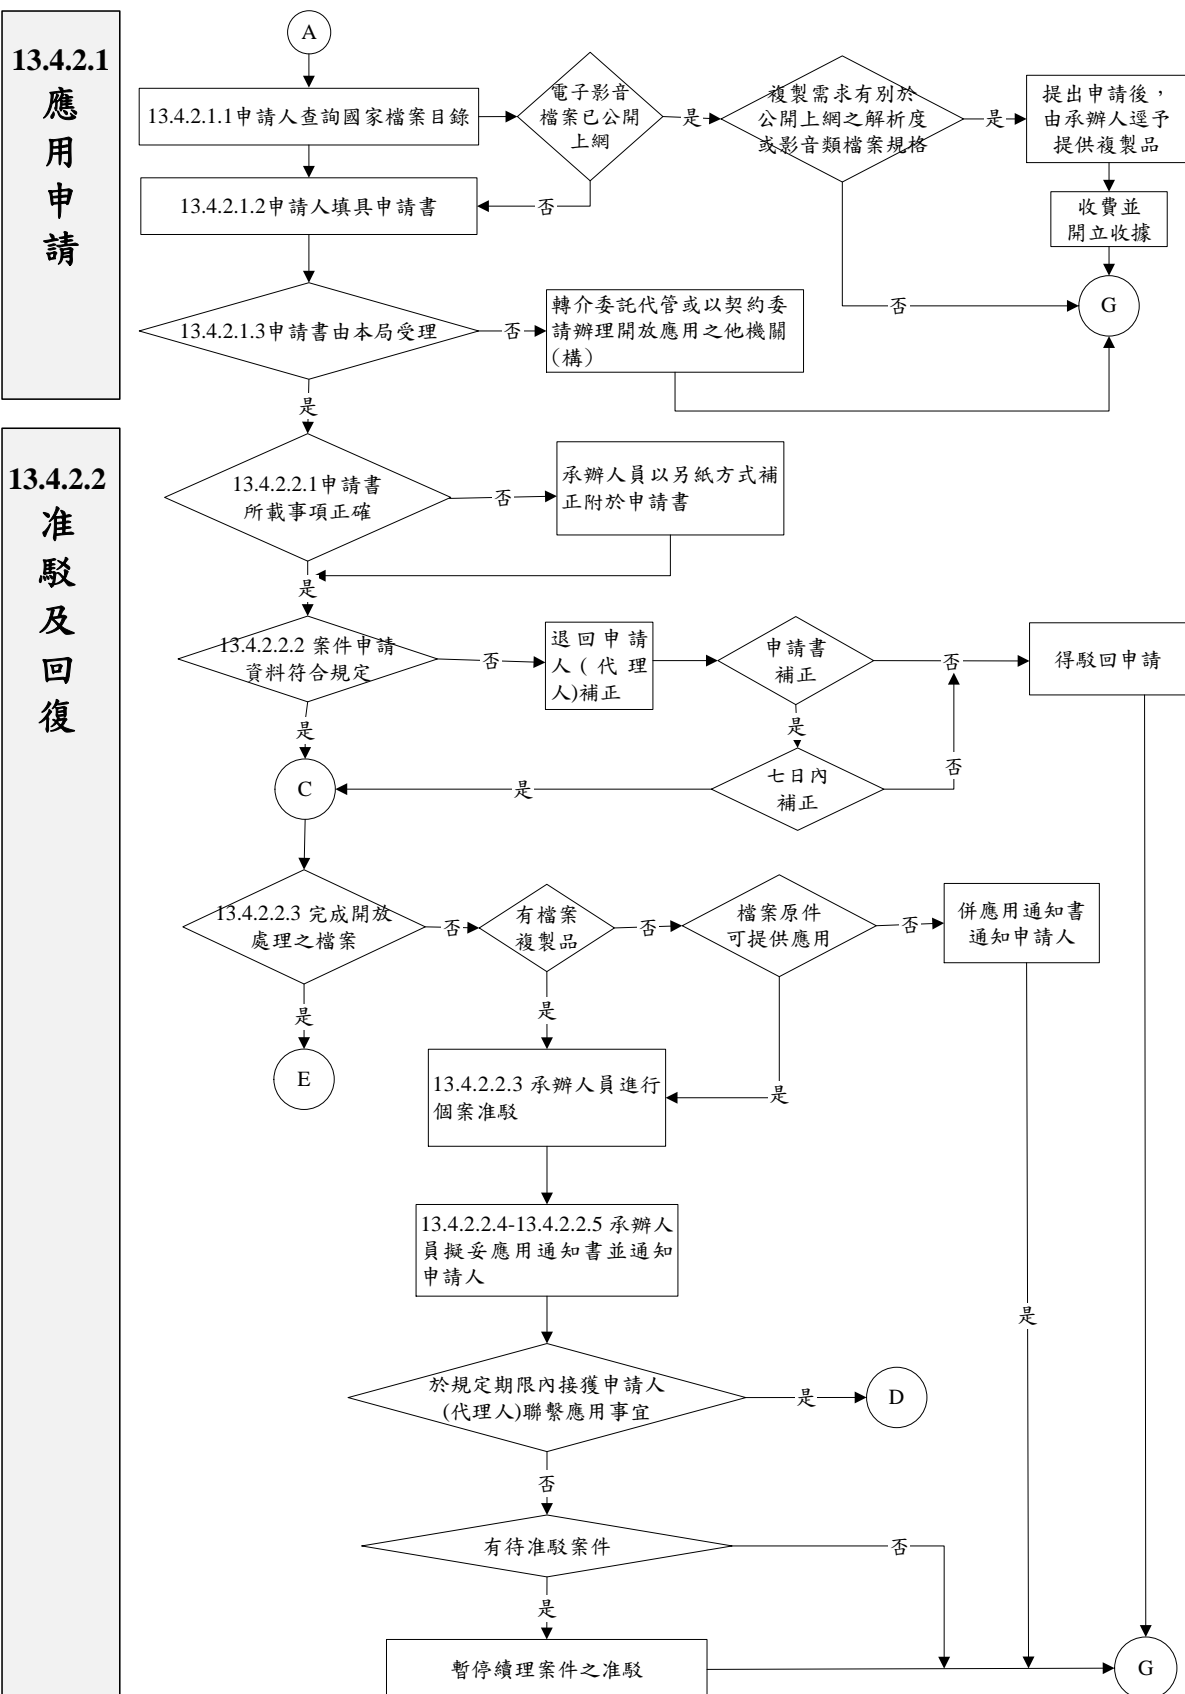 13.4.2.1
應
用
申
請
A
13.4.2.1.1申請人查詢國家檔案目錄
電子影音
檔案已公開
上網
是
複製需求有別於
公開上網之解析度
或影音類檔案規格
是
提出申請後，
由承辦人逕予
提供複製品
收費並
開立收據
否
13.4.2.1.2申請人填具申請書
否
G
13.4.2.1.3申請書由本局受理
否
轉介委託代管或以契約委
請辦理開放應用之他機關
（構）
是
13.4.2.2
准
駁
及
回
復
13.4.2.2.1申請書
所載事項正確
否
承辦人員以另紙方式補
正附於申請書
是
13.4.2.2.2 案件申請
資料符合規定
否
退回申請
人(代理
人)補正
申請書
補正
否
得駁回申請
是
是
七日內
補正
否
是
C
13.4.2.2.3 完成開放
處理之檔案
否
有檔案
複製品
否
檔案原件
可提供應用
否
併應用通知書
通知申請人
是
E
是
是
13.4.2.2.3 承辦人員進行
個案准駁
13.4.2.2.4-13.4.2.2.5 承辦人
員擬妥應用通知書並通知
申請人
是
於規定期限內接獲申請人
(代理人)聯繫應用事宜
是
D
否
有待准駁案件
否
是
暫停續理案件之准駁
G